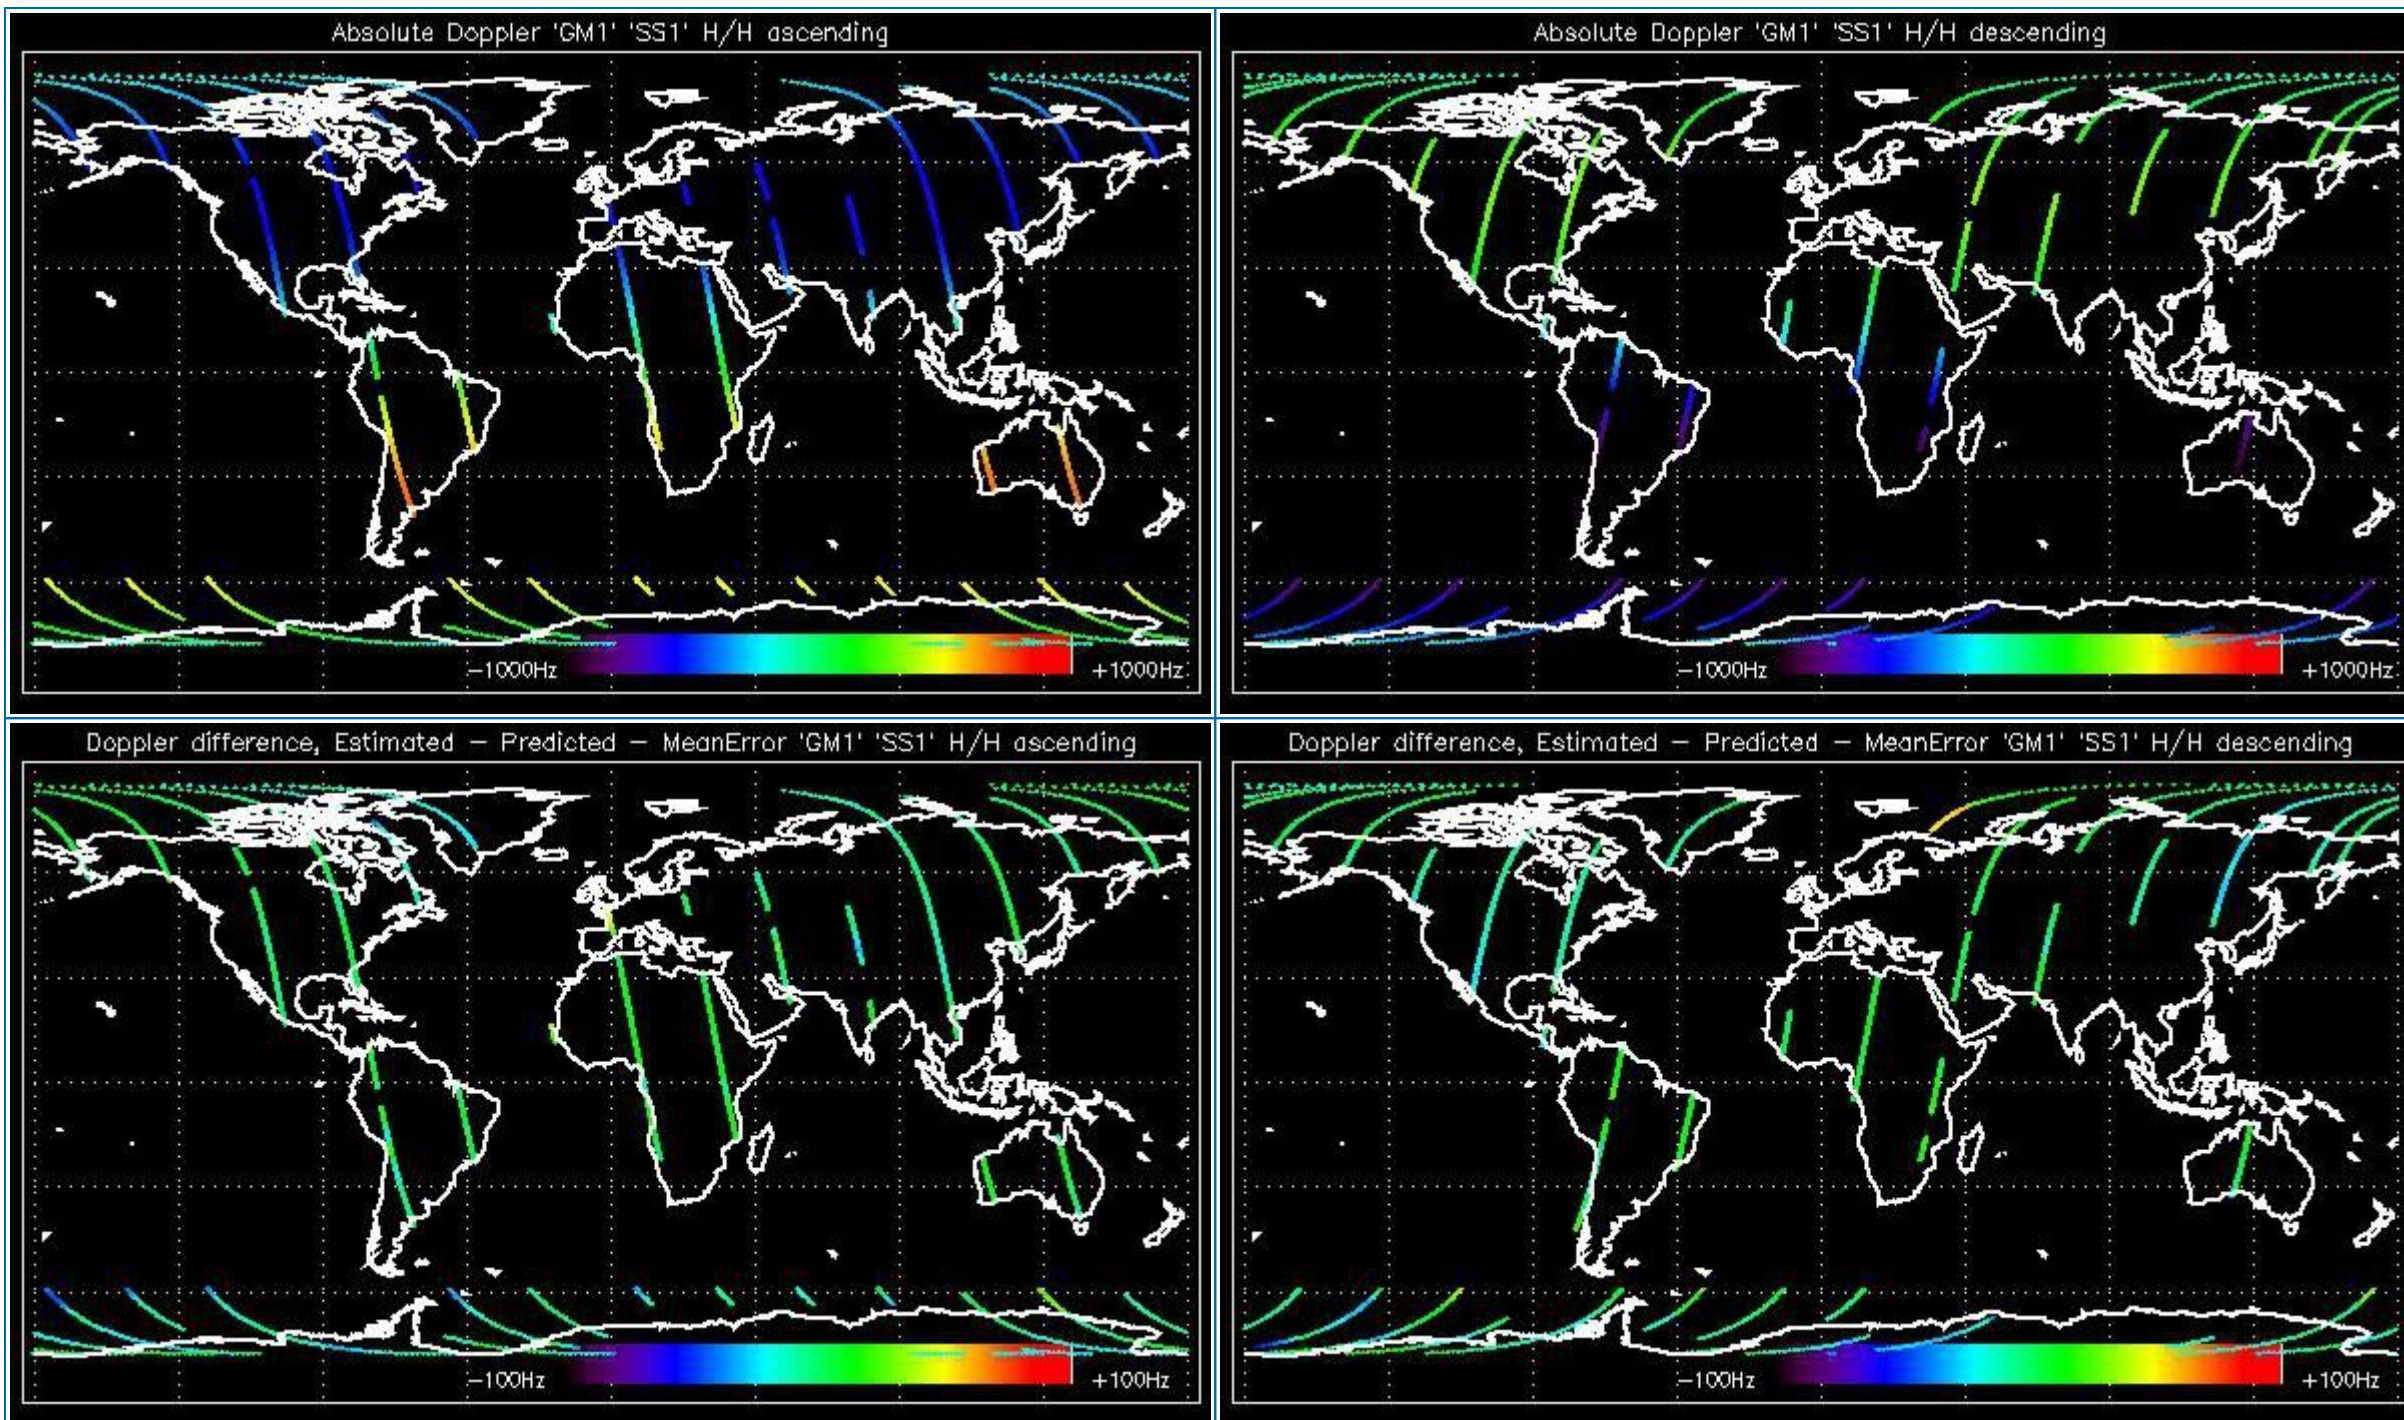 Absolute Doppler 'GM1' 'SS1' H/H ascending
−1000Hz +1000Hz
Absolute Doppler 'GM1' 'SS1' H/H descending
−1000Hz +1000Hz
Doppler difference, Estimated − Predicted − MeanError 'GM1' 'SS1' H/H ascending
−100Hz +100Hz
Doppler difference, Estimated − Predicted − MeanError 'GM1' 'SS1' H/H descending
−100Hz +100Hz